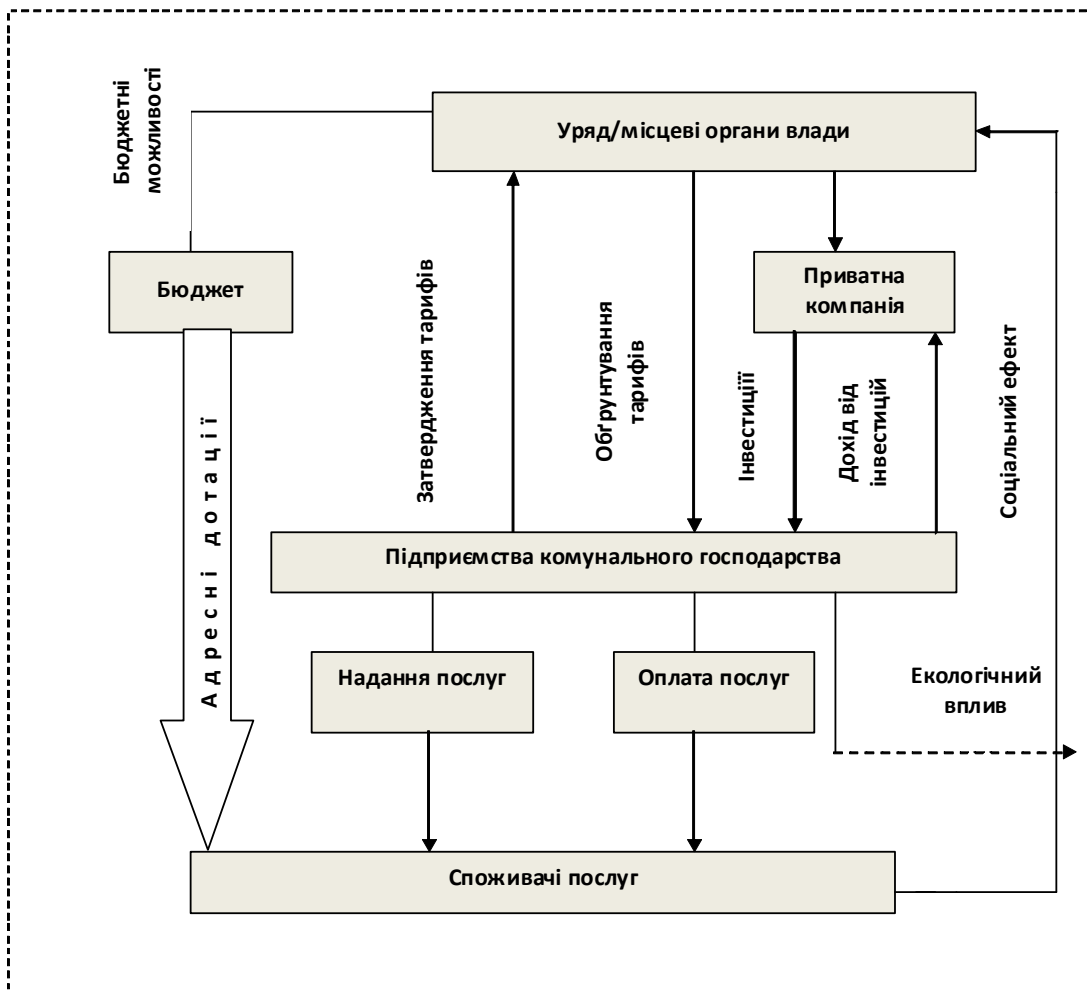 Бюджетні
можливості
Уряд/місцеві органи влади
Бюджет
Приватна
компанія
Адресні дотації
Затвердження тарифів
Обґрунтування
тарифів
Інвестиціїї
Дохід від
інвестицій
Соціальний ефект
Підприємства комунального господарства
Надання послуг
Оплата послуг
Екологічний
вплив
Споживачі послуг